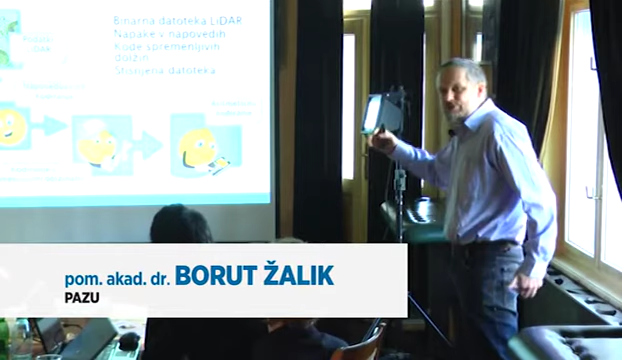 Binarna datoteka LiDAR
Napake v napovedih
Kode spremenljivih
dolžin
Stisnjena datoteka
pom. akad. dr. BORUT ŽALIK
PAZU